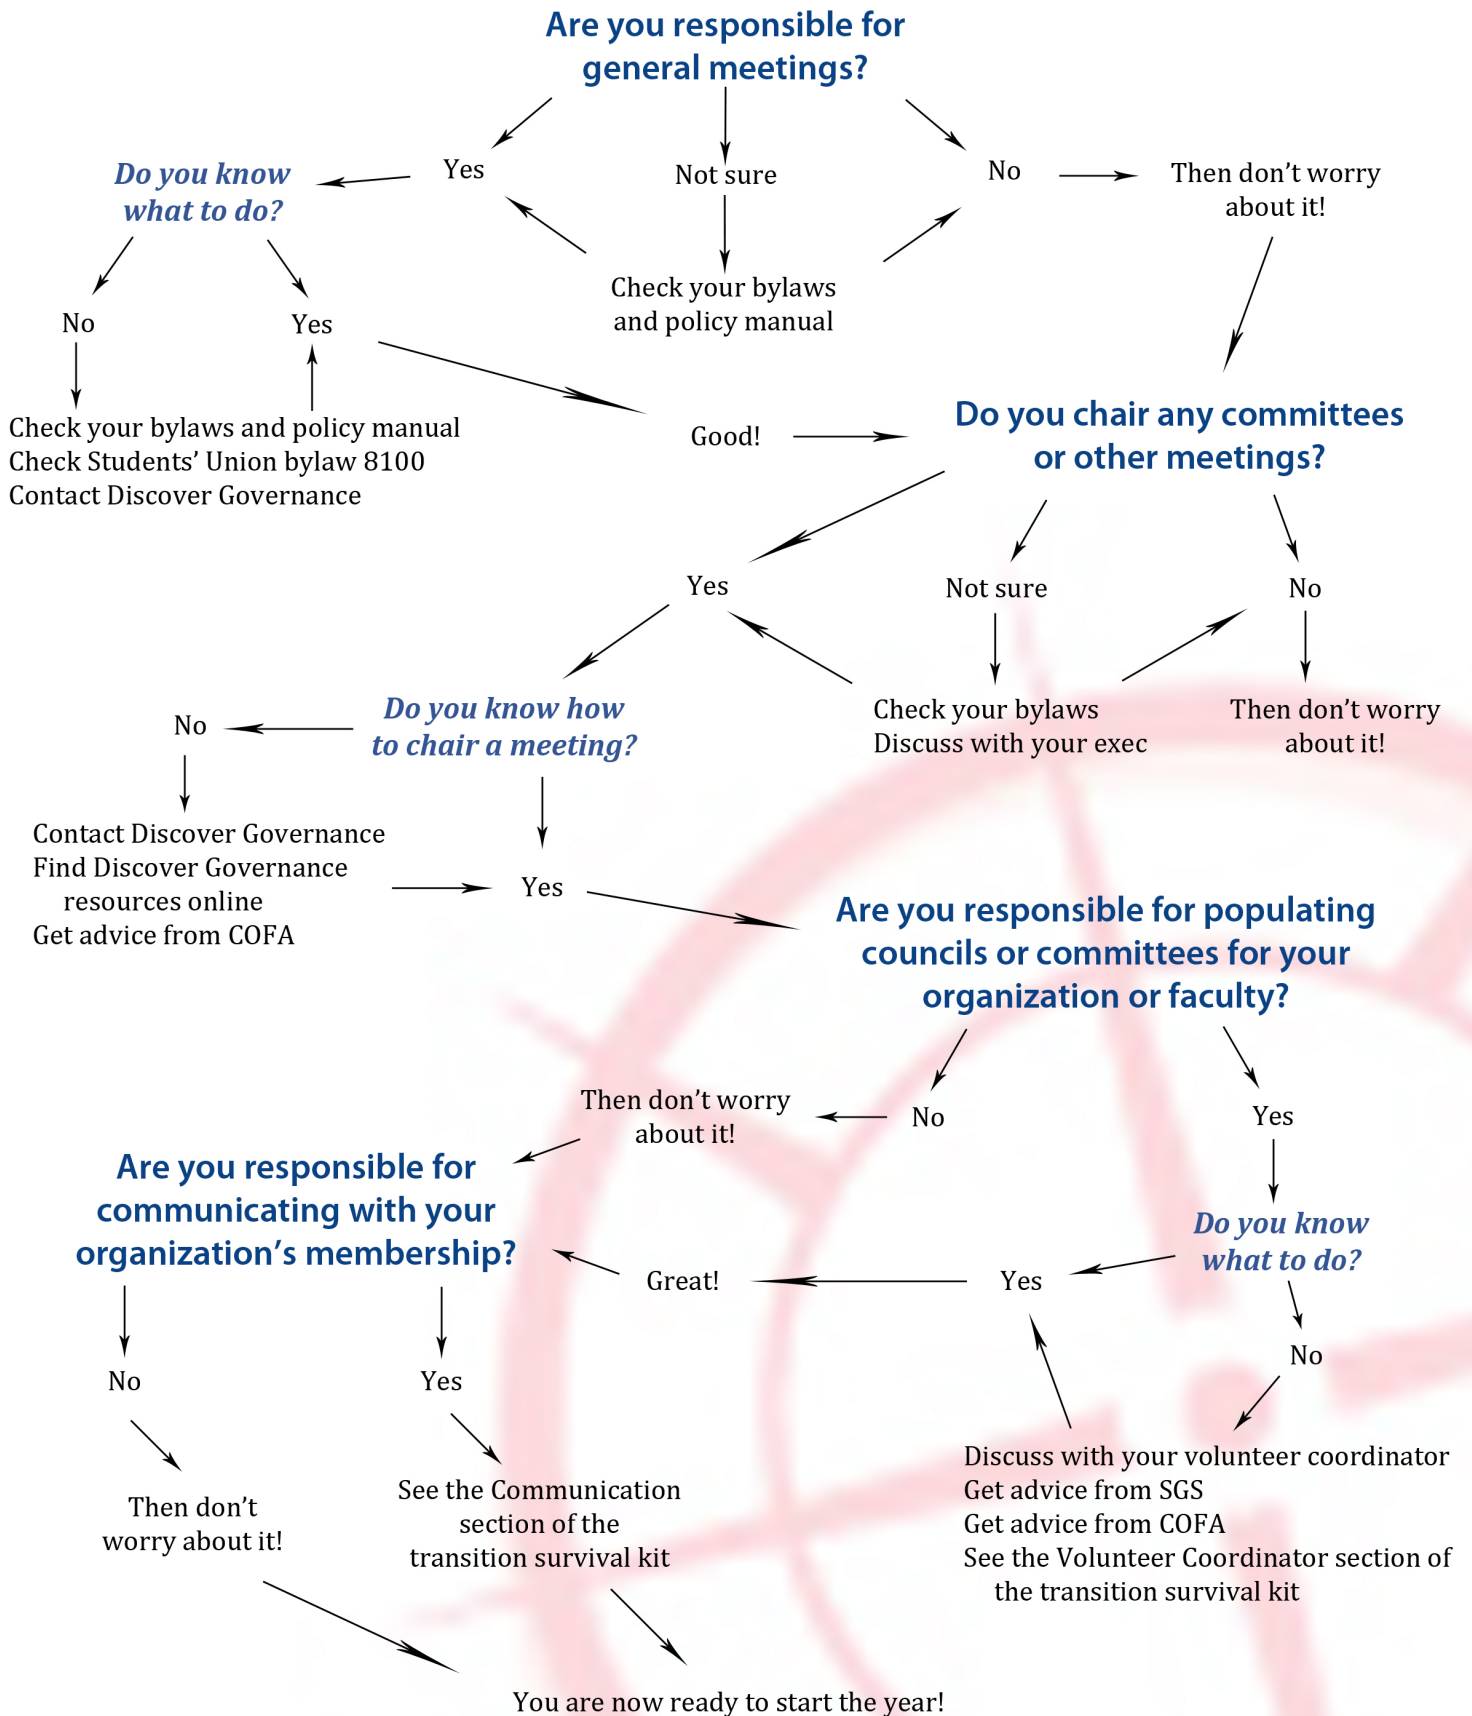 Are you responsible for
general meetings?
Yes
Not sure
No
Then don’t worry
about it!
Do you know
what to do?
Check your bylaws
and policy manual
No
Yes
Check your bylaws and policy manual
Check Students’ Union bylaw 8100
Contact Discover Governance
Good!
Do you chair any committees
or other meetings?
Yes
Not sure
No
Check your bylaws
Discuss with your exec
Then don’t worry
about it!
Do you know how
to chair a meeting?
No
Contact Discover Governance
Find Discover Governance
resources online
Get advice from COFA
Yes
Are you responsible for populating
councils or committees for your
organization or faculty?
No
Yes
Then don’t worry
about it!
Do you know
what to do?
Yes
No
Great!
Discuss with your volunteer coordinator
Get advice from SGS
Get advice from COFA
See the Volunteer Coordinator section of
the transition survival kit
Are you responsible for
communicating with your
organization’s membership?
No
Yes
Then don’t
worry about it!
See the Communication
section of the
transition survival kit
You are now ready to start the year!